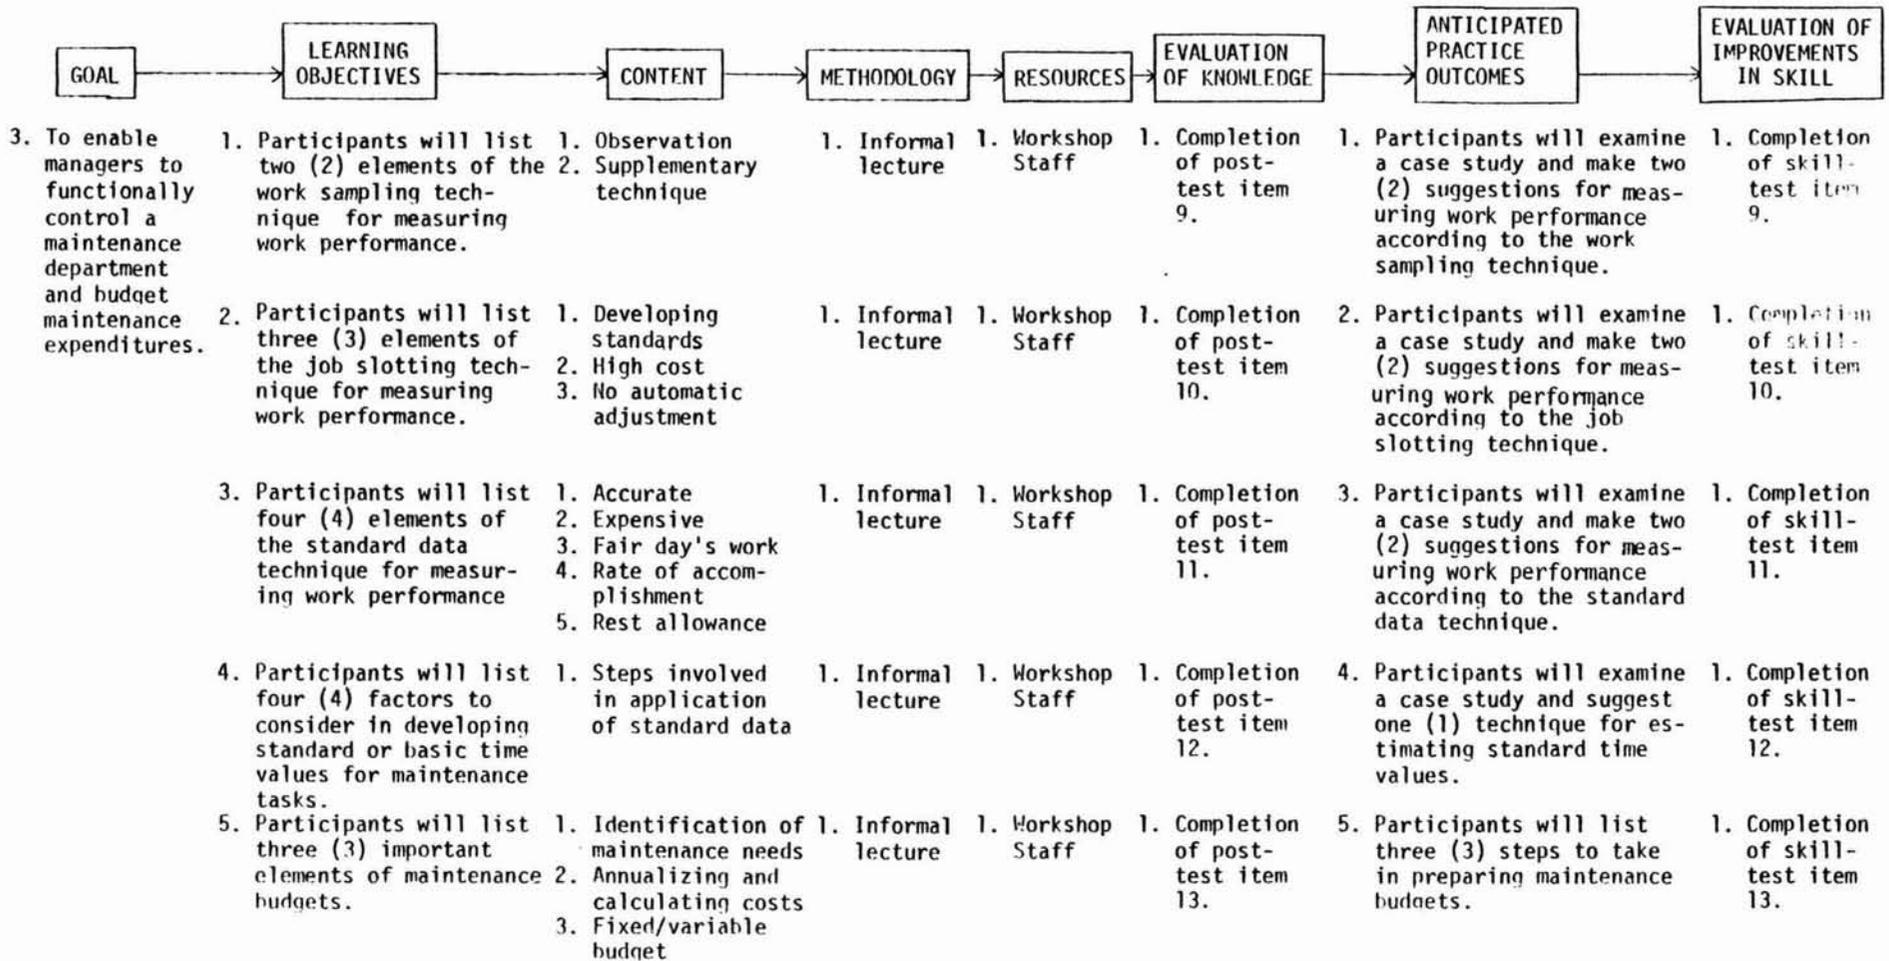 GOAL
LEARNING
OBJECTIVES
CONTENT
METHODOLOGY
RESOURCES
EVALUATION
OF KNOWLEDGE
ANTICIPATED
PRACTICE
OUTCOMES
EVALUATION OF
IMPROVEMENTS
IN SKILL
3. To enable
managers to
functionally
control a
maintenance
department
and budget
maintenance
expenditures.
1. Participants will list
two (2) elements of the
work sampling tech-
nique for measuring
work performance.
1. Observation
2. Supplementary
technique
1. Informal
lecture
1. Workshop
Staff
1. Completion
of post-
test item
9.
1. Participants will examine
a case study and make two
(2) suggestions for meas-
uring work performance
according to the work
sampling technique.
1. Completion
of skill-
test item
9.
2. Participants will list
three (3) elements of
the job slotting tech-
nique for measuring
work performance.
1. Developing
standards
2. High cost
3. No automatic
adjustment
1. Informal
lecture
1. Workshop
Staff
1. Completion
of post-
test item
10.
2. Participants will examine
a case study and make two
(2) suggestions for meas-
uring work performance
according to the job
slotting technique.
1. Completion
of skill-
test item
10.
3. Participants will list
four (4) elements of
the standard data
technique for measur-
ing work performance
1. Accurate
2. Expensive
3. Fair day's work
4. Rate of accom-
plishment
5. Rest allowance
1. Informal
lecture
1. Workshop
Staff
1. Completion
of post-
test item
11.
3. Participants will examine
a case study and make two
(2) suggestions for meas-
uring work performance
according to the standard
data technique.
1. Completion
of skill-
test item
11.
4. Participants will list
four (4) factors to
consider in developing
standard or basic time
values for maintenance
tasks.
1. Steps involved
in application
of standard data
1. Informal
lecture
1. Workshop
Staff
1. Completion
of post-
test item
12.
4. Participants will examine
a case study and suggest
one (1) technique for es-
timating standard time
values.
1. Completion
of skill-
test item
12.
5. Participants will list
three (3) important
elements of maintenance
budgets.
1. Identification of
maintenance needs
2. Annualizing and
calculating costs
3. Fixed/variable
budget
1. Informal
lecture
1. Workshop
Staff
1. Completion
of post-
test item
13.
5. Participants will list
three (3) steps to take
in preparing maintenance
budgets.
1. Completion
of skill-
test item
13.